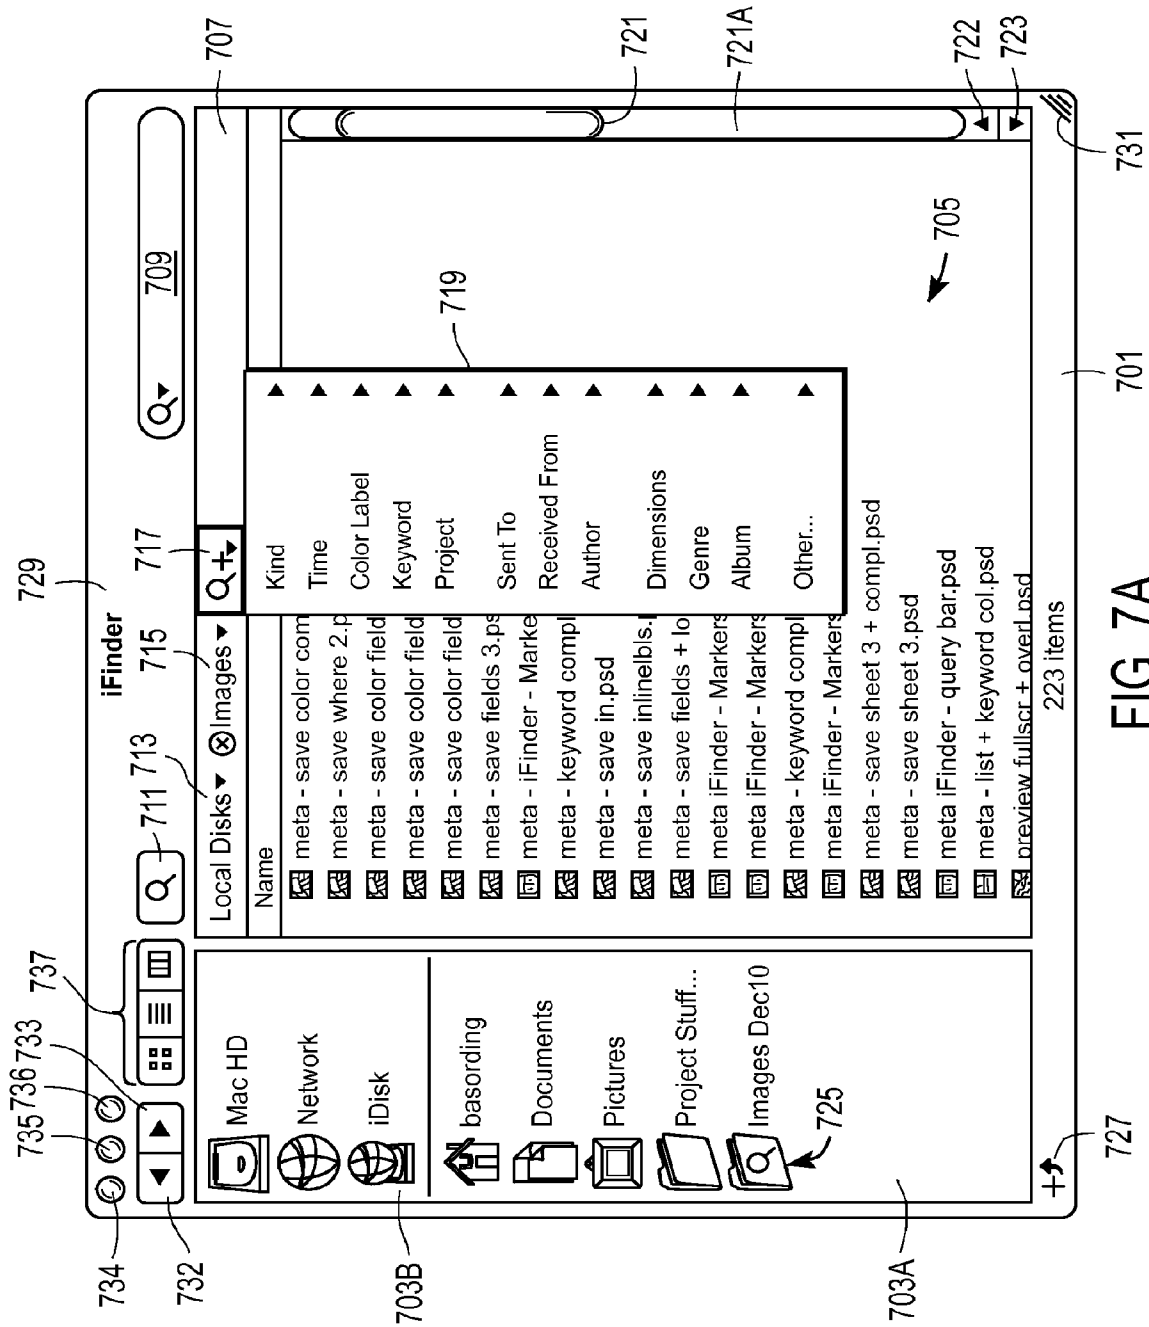 729
iFinder
734
735
736
733
732
737
711
713
715
717
709
707
Local Disks
Images
Name
Mac HD
Network
iDisk
basording
Documents
Pictures
Project Stuff...
Images Dec10
725
703B
703A
727
meta - save color com
meta - save where 2.p
meta - save color field
meta - save color field
meta - save color field
meta - save fields 3.ps
meta - iFinder - Marke
meta - keyword compl
meta - save in.psd
meta - save inlinelbls.
meta - save fields + lo
meta iFinder - Markers
meta iFinder - Markers
meta - keyword compl
meta iFinder - Markers
meta - save sheet 3 + compl.psd
meta - save sheet 3.psd
meta iFinder - query bar.psd
meta - list + keyword col.psd
preview fullscr + overl.psd
Kind
Time
Color Label
Keyword
Project
Sent To
Received From
Author
Dimensions
Genre
Album
Other...
719
721
721A
722
723
705
731
701
223 items
FIG. 7A